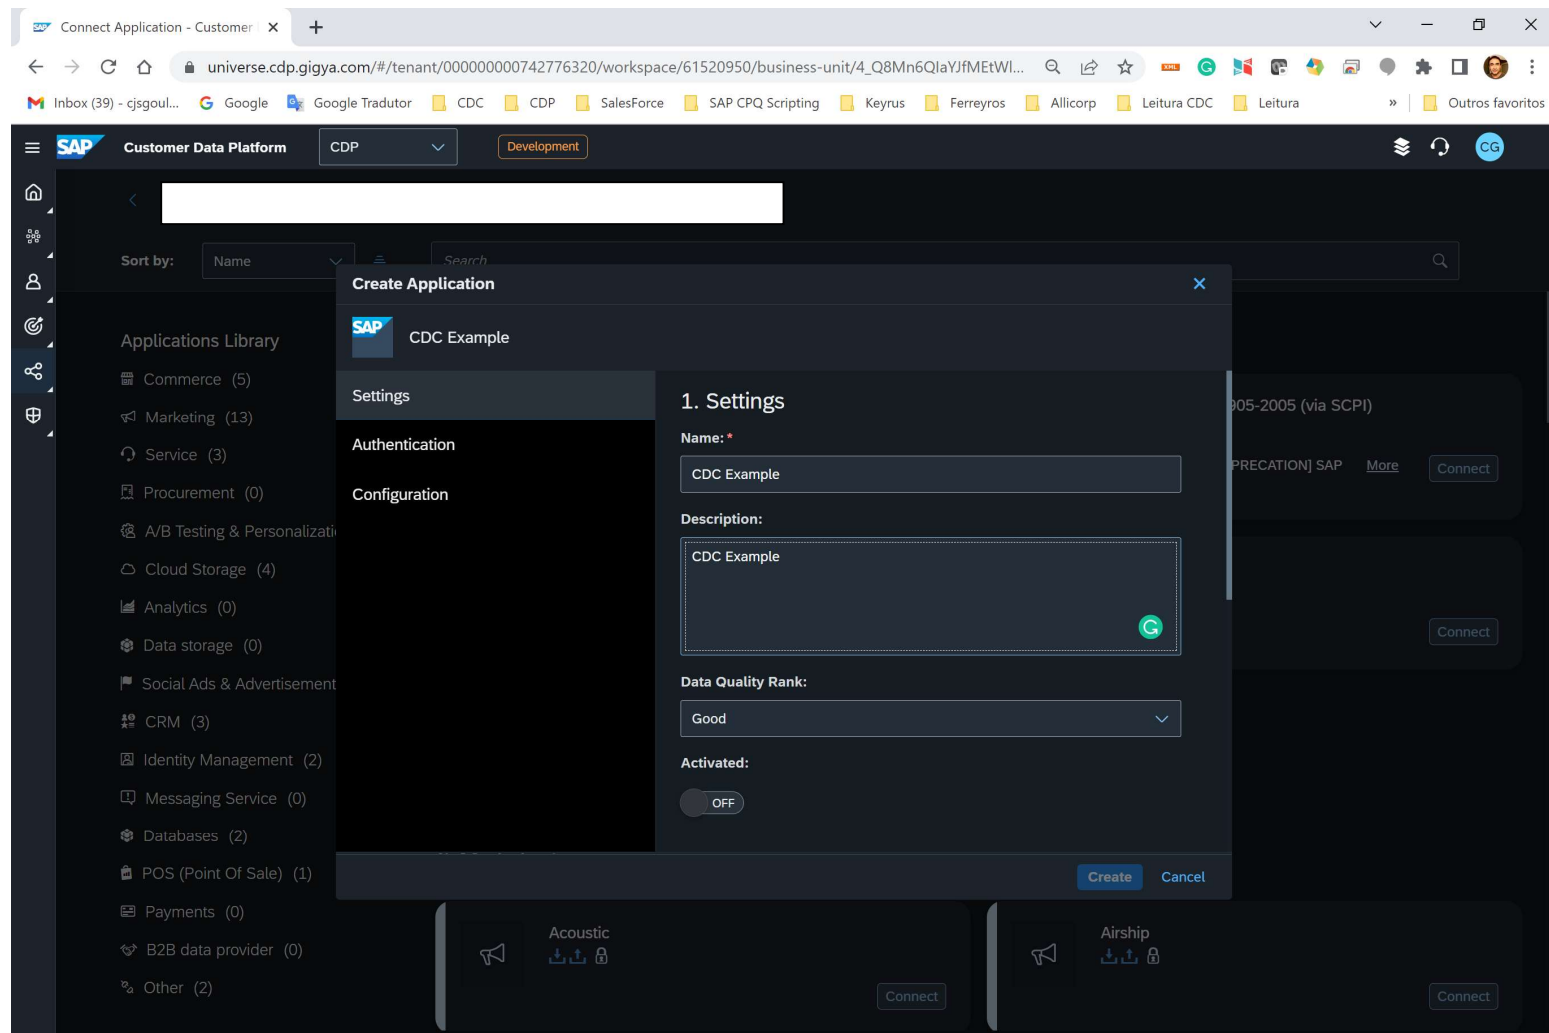 Connect Application - Customer
universe.cdp.gigya.com/#/tenant/000000000742776320/workspace/61520950/business-unit/4_Q8Mn6QIaYJfMEtWl...
Inbox (39) - cjsgoul... Google Google Tradutor CDC CDP SalesForce SAP CPQ Scripting Keyrus Ferreyros Allicorp Leitura CDC Leitura » Outros favoritos
SAP Customer Data Platform CDP Development CG
Sort by: Name Search
Create Application
SAP CDC Example
Applications Library
Commerce (5)
Marketing (13)
Service (3)
Procurement (0)
A/B Testing & Personalizati
Cloud Storage (4)
Analytics (0)
Data storage (0)
Social Ads & Advertisement
CRM (3)
Identity Management (2)
Messaging Service (0)
Databases (2)
POS (Point Of Sale) (1)
Payments (0)
B2B data provider (0)
Other (2)
Settings
Authentication
Configuration
1. Settings
Name: *
CDC Example
Description:
CDC Example
Data Quality Rank:
Good
Activated:
OFF
Create Cancel
905-2005 (via SCPI)
PRECATION] SAP More Connect
Connect
Acoustic
Connect
Airship
Connect